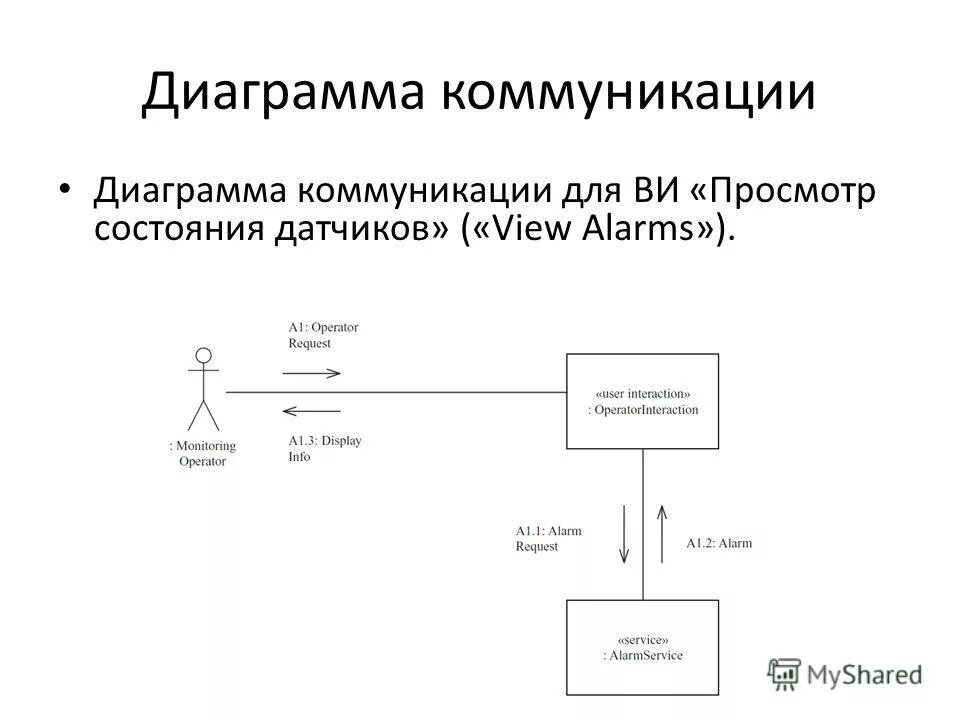 Диаграмма коммуникации
• Диаграмма коммуникации для ВИ «Просмотр
состояния датчиков» («View Alarms»).
A1: Operator
Request
: Monitoring
Operator
A1.3: Display
Info
«user interaction»
: OperatorInteraction
A1.1: Alarm
Request
A1.2: Alarm
«service»
: AlarmService
MyShared